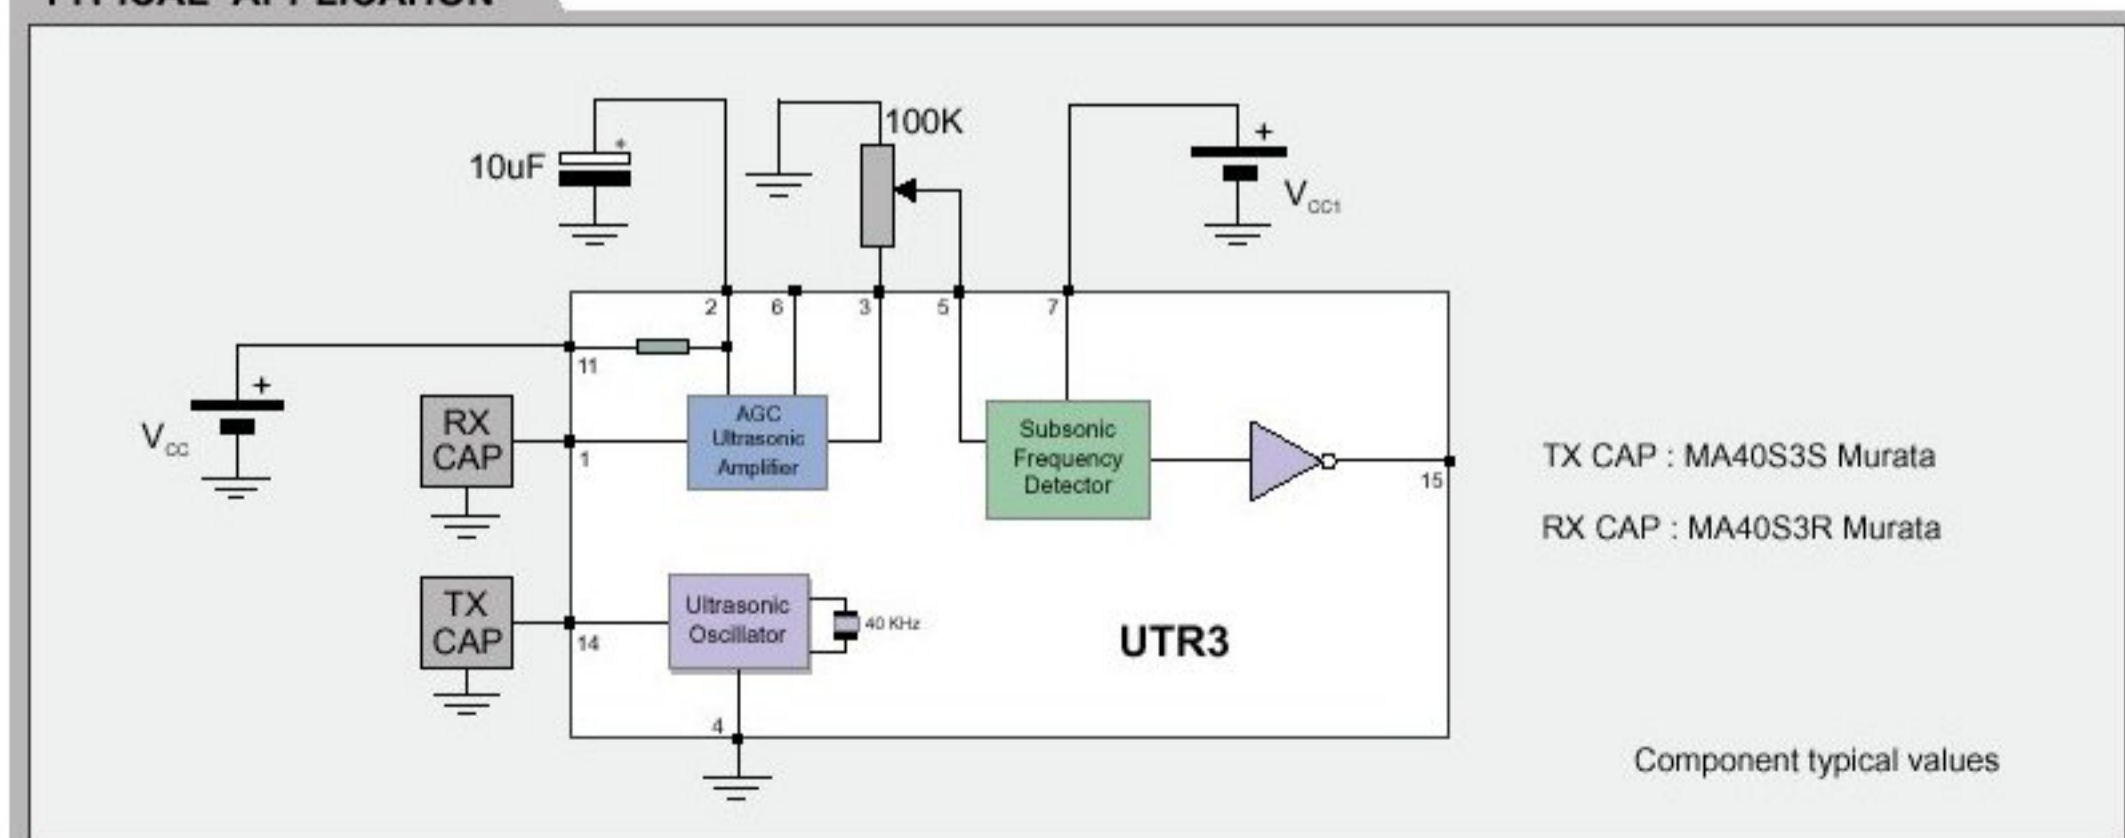 TYPICAL APPLICATION
10uF
+
100K
+
VCC1
2
6
3
5
7
11
+
VCC
RX
CAP
1
AGC
Ultrasonic
Amplifier
Subsonic
Frequency
Detector
15
TX CAP : MA40S3S Murata
RX CAP : MA40S3R Murata
TX
CAP
14
Ultrasonic
Oscillator
40 KHz
UTR3
4
Component typical values